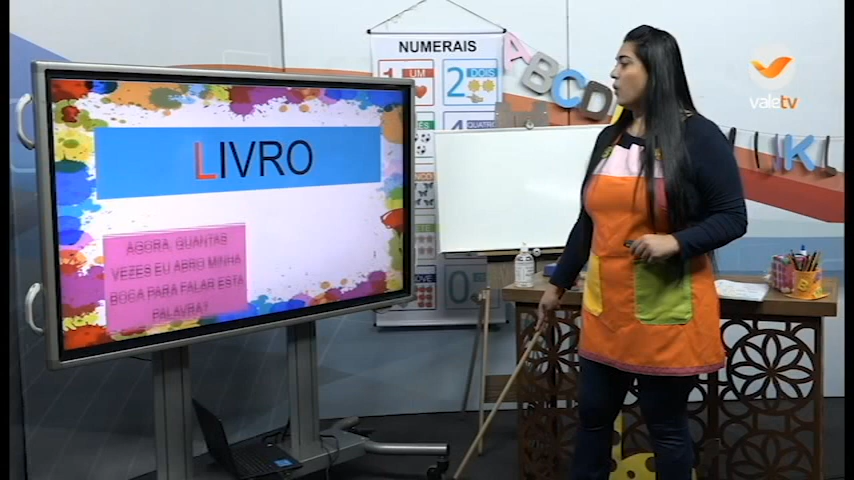 NUMERAIS
1 UM
2 DOIS
QUATRO
0
ABCD
IJKL
valetv
LIVRO
AGORA, QUANTAS
VEZES EU ABRO MINHA
BOCA PARA FALAR ESTA
PALAVRA?